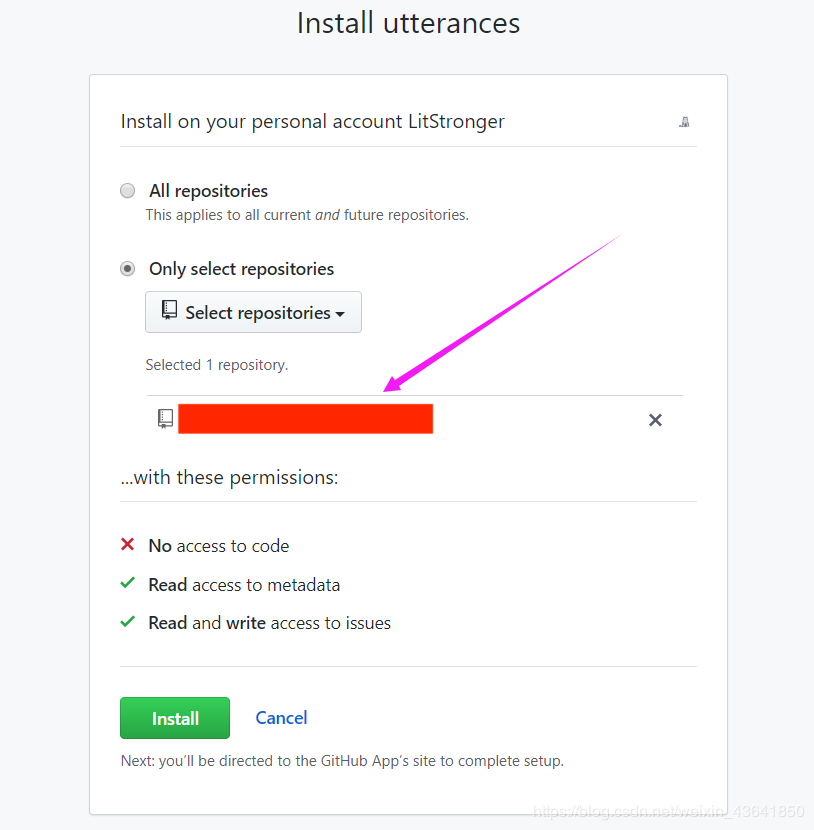 Install utterances
Install on your personal account LitStronger
All repositories
This applies to all current and future repositories.
Only select repositories
Select repositories
Selected 1 repository.
...with these permissions:
No access to code
Read access to metadata
Read and write access to issues
Install Cancel
Next: you'll be directed to the GitHub App's site to complete setup.
https://blog.csdn.net/weixin_43641850